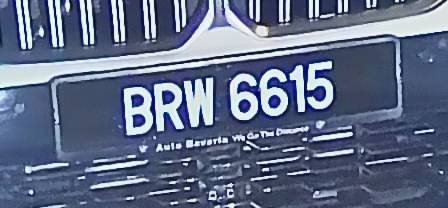 BRW 6615
Auto Bavaria We Go The Distance